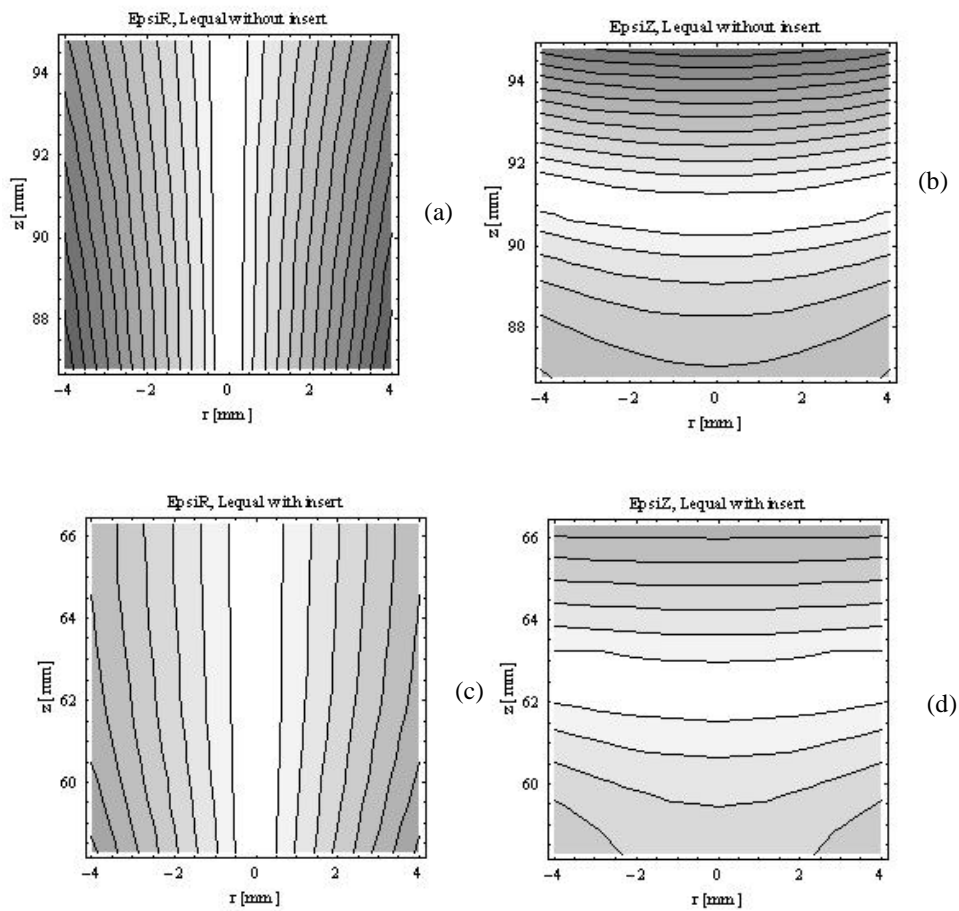 EpsiR, Lequal without insert
94
92
90
88
z [mm]
−4 −2 0 2 4
r [mm]
(a)
EpsiZ, Lequal without insert
94
92
90
88
z [mm]
−4 −2 0 2 4
r [mm]
(b)
EpsiR, Lequal with insert
66
64
62
60
z [mm]
−4 −2 0 2 4
r [mm]
(c)
EpsiZ, Lequal with insert
66
64
62
60
z [mm]
−4 −2 0 2 4
r [mm]
(d)